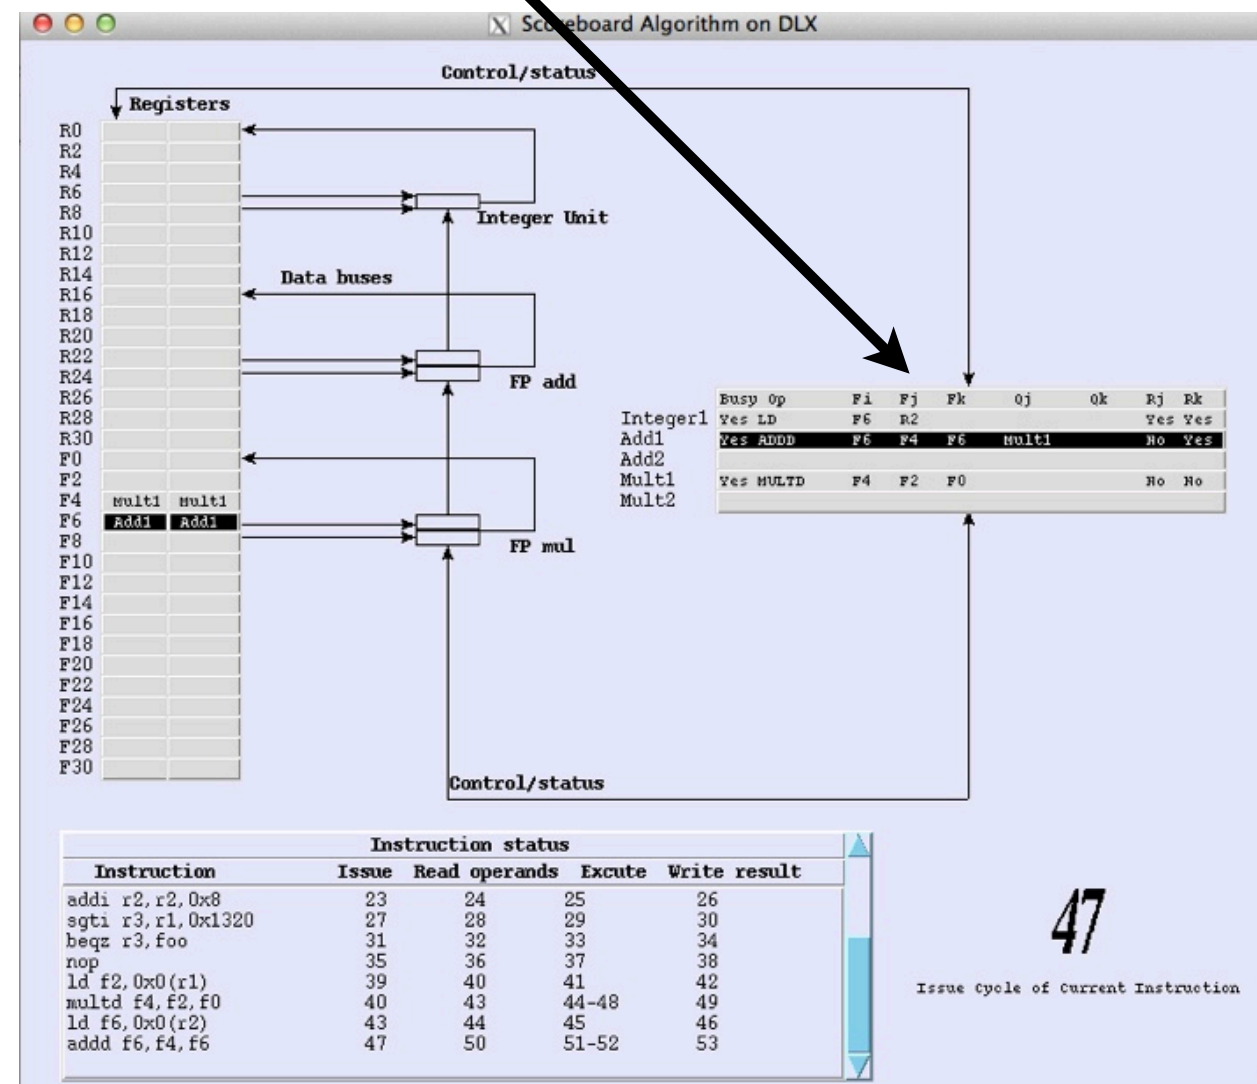 Scoreboard Algorithm on DLX
Control/status
Registers
R0
R2
R4
R6
R8
Integer Unit
R10
R12
R14
Data buses
R16
R18
R20
R22
R24
FP add
R26
R28
R30
F0
F2
F4 Mult1 Mult1
F6 Add1 Add1
F8
FP mul
F10
F12
F14
F16
F18
F20
F22
F24
F26
F28
F30
Busy Op Fi Fj Fk Qj Qk Rj Rk
Integer1 Yes LD F6 R2 Yes Yes
Add1 Yes ADDD F6 F4 F6 Mult1 No Yes
Add2
Mult1 Yes MULTD F4 F2 F0 No No
Mult2
Control/status
Instruction status
Instruction Issue Read operands Excute Write result
addi r2,r2,0x8 23 24 25 26
sgti r3,r1,0x1320 27 28 29 30
beqz r3,foo 31 32 33 34
nop 35 36 37 38
ld f2,0x0(r1) 39 40 41 42
multd f4,f2,f0 40 43 44-48 49
ld f6,0x0(r2) 43 44 45 46
addd f6,f4,f6 47 50 51-52 53
47
Issue Cycle of Current Instruction